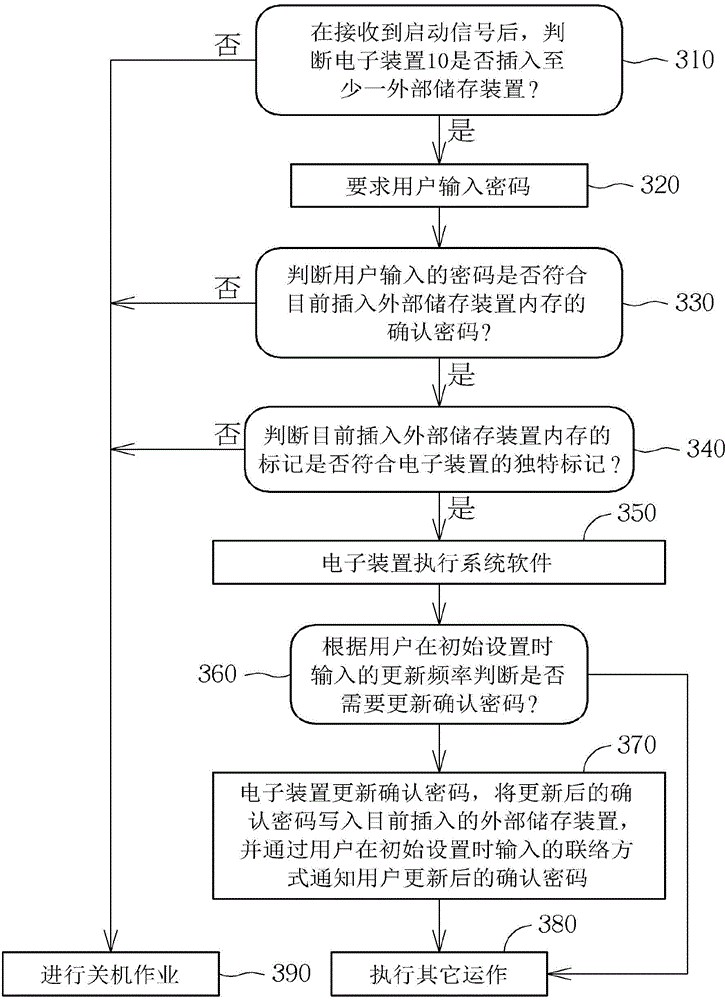 否
在接收到启动信号后，判
断电子装置10是否插入至
少一外部储存装置？
310
是
要求用户输入密码
320
否
判断用户输入的密码是否符合
目前插入外部储存装置内存的
确认密码？
330
是
否
判断目前插入外部储存装置内存的
标记是否符合电子装置的独特标记？
340
是
350
电子装置执行系统软件
360
根据用户在初始设置时
输入的更新频率判断是否
需要更新确认密码？
370
电子装置更新确认密码，将更新后的确
认密码写入目前插入的外部储存装置，
并通过用户在初始设置时输入的联络方
式通知用户更新后的确认密码
380
进行关机作业
390
执行其它运作